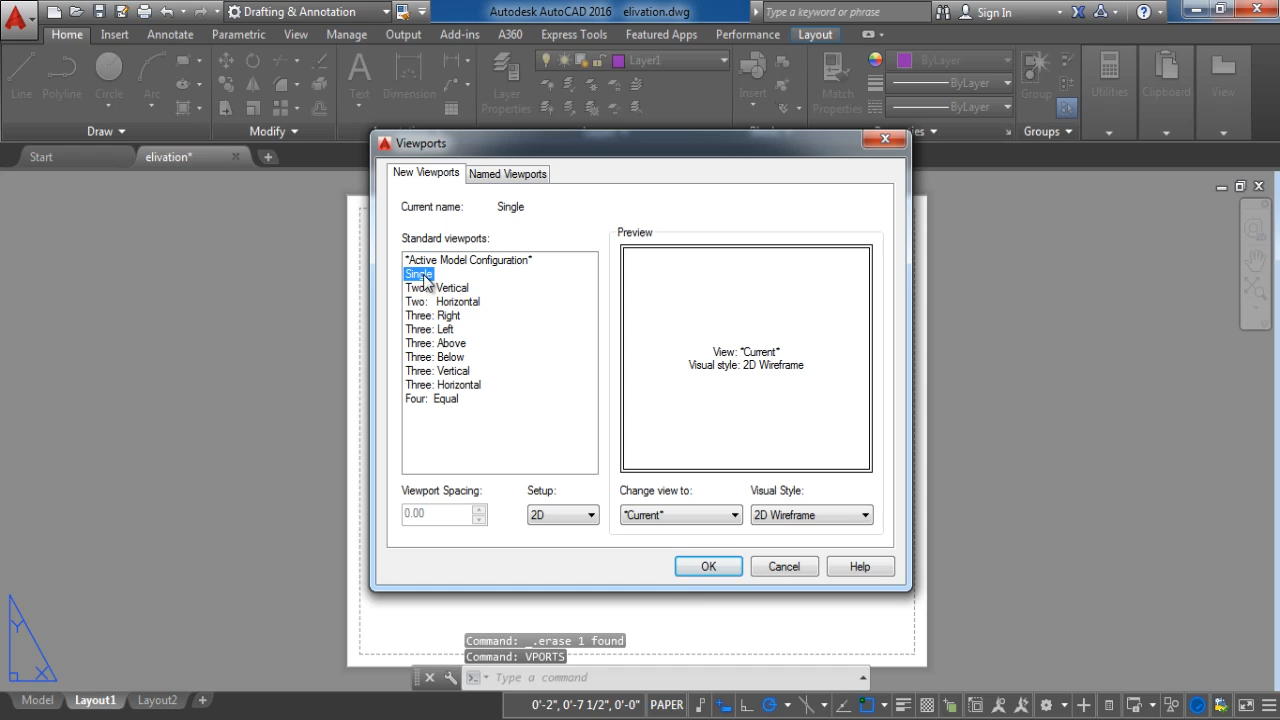 Drafting & Annotation
Autodesk AutoCAD 2016 elivation.dwg
Type a keyword or phrase
Sign In
Home Insert Annotate Parametric View Manage Output Add-ins A360 Express Tools Featured Apps Performance Layout
Line Polyline Circle Arc
Text Dimension
Layer Properties
Layer1
Insert
Match Properties
ByLayer
ByLayer
ByLayer
Group
Utilities Clipboard View
Draw Modify Groups
Start elivation*
Viewports
New Viewports Named Viewports
Current name: Single
Standard viewports:
*Active Model Configuration*
Single
Two: Vertical
Two: Horizontal
Three: Right
Three: Left
Three: Above
Three: Below
Three: Vertical
Three: Horizontal
Four: Equal
Preview
View: *Current*
Visual style: 2D Wireframe
Viewport Spacing: Setup: Change view to: Visual Style:
0.00 2D *Current* 2D Wireframe
OK Cancel Help
Command: _.erase 1 found
Command: VPORTS
Type a command
Y
X
Model Layout1 Layout2
0'-2", 0'-7 1/2", 0'-0" PAPER